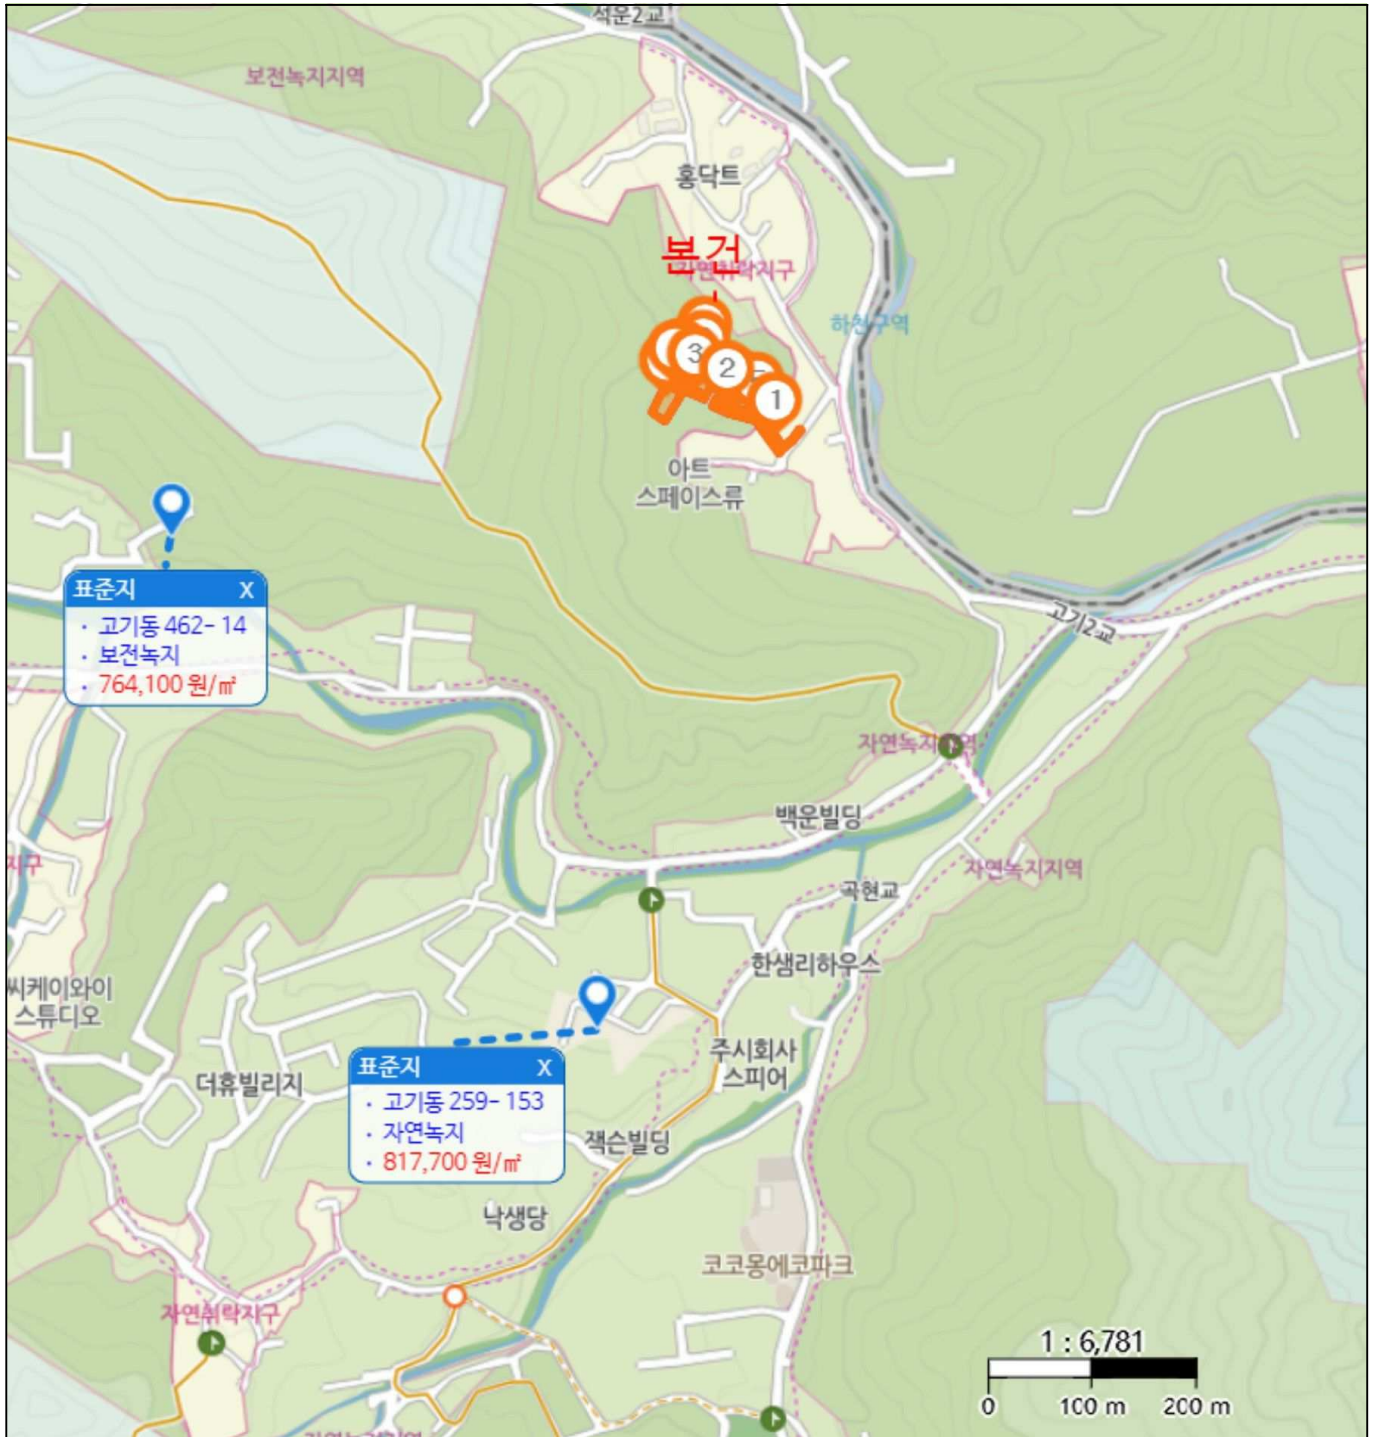 석운2교
보전녹지지역
홍닥트
본건
자연취락지구
하천구역
3
2
1
아트
스페이스류
표준지 X
· 고기동 462- 14
· 보전녹지
· 764,100 원/㎡
고기2교
자연녹지지역
백운빌딩
자연녹지지역
지구
곡현교
한샘리하우스
씨케이와이
스튜디오
주시회사
스피어
더휴빌리지
표준지 X
· 고기동 259- 153
· 자연녹지
· 817,700 원/㎡
잭슨빌딩
낙생당
코코몽에코파크
자연취락지구
1 : 6,781
0 100 m 200 m